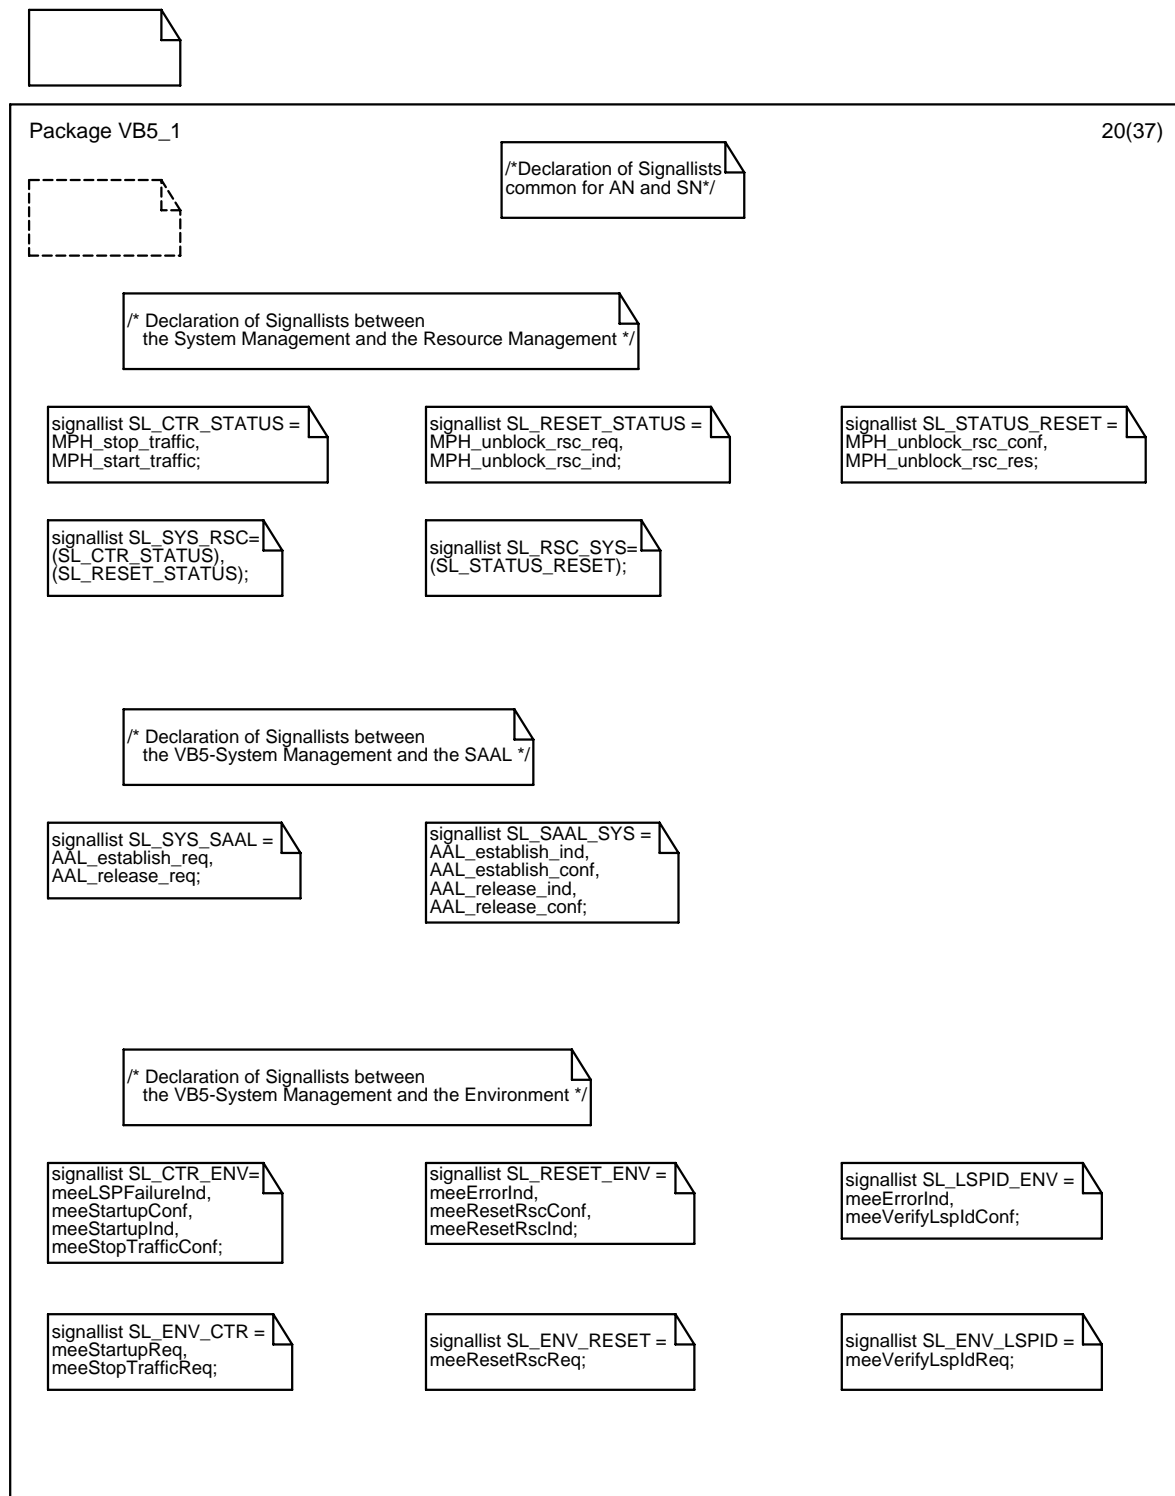 Package VB5_1
20(37)
/*Declaration of Signallists
common for AN and SN*/
/* Declaration of Signallists between
the System Management and the Resource Management */
signallist SL_CTR_STATUS =
MPH_stop_traffic,
MPH_start_traffic;
signallist SL_RESET_STATUS =
MPH_unblock_rsc_req,
MPH_unblock_rsc_ind;
signallist SL_STATUS_RESET =
MPH_unblock_rsc_conf,
MPH_unblock_rsc_res;
signallist SL_SYS_RSC=
(SL_CTR_STATUS),
(SL_RESET_STATUS);
signallist SL_RSC_SYS=
(SL_STATUS_RESET);
/* Declaration of Signallists between
the VB5-System Management and the SAAL */
signallist SL_SYS_SAAL =
AAL_establish_req,
AAL_release_req;
signallist SL_SAAL_SYS =
AAL_establish_ind,
AAL_establish_conf,
AAL_release_ind,
AAL_release_conf;
/* Declaration of Signallists between
the VB5-System Management and the Environment */
signallist SL_CTR_ENV=
meeLSPFailureInd,
meeStartupConf,
meeStartupInd,
meeStopTrafficConf;
signallist SL_RESET_ENV =
meeErrorInd,
meeResetRscConf,
meeResetRscInd;
signallist SL_LSPID_ENV =
meeErrorInd,
meeVerifyLspIdConf;
signallist SL_ENV_CTR =
meeStartupReq,
meeStopTrafficReq;
signallist SL_ENV_RESET =
meeResetRscReq;
signallist SL_ENV_LSPID =
meeVerifyLspIdReq;